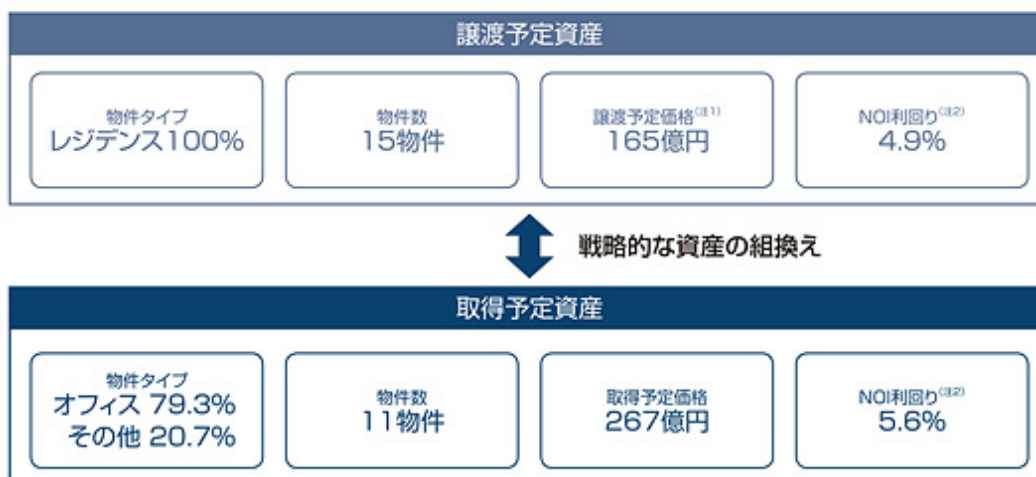 譲渡予定資産
物件タイプ
レジデンス100%
物件数
15物件
譲渡予定価格(注1)
165億円
NOI利回り(注2)
4.9%
戦略的な資産の組換え
取得予定資産
物件タイプ
オフィス 79.3%
その他 20.7%
物件数
11物件
取得予定価格
267億円
NOI利回り(注2)
5.6%